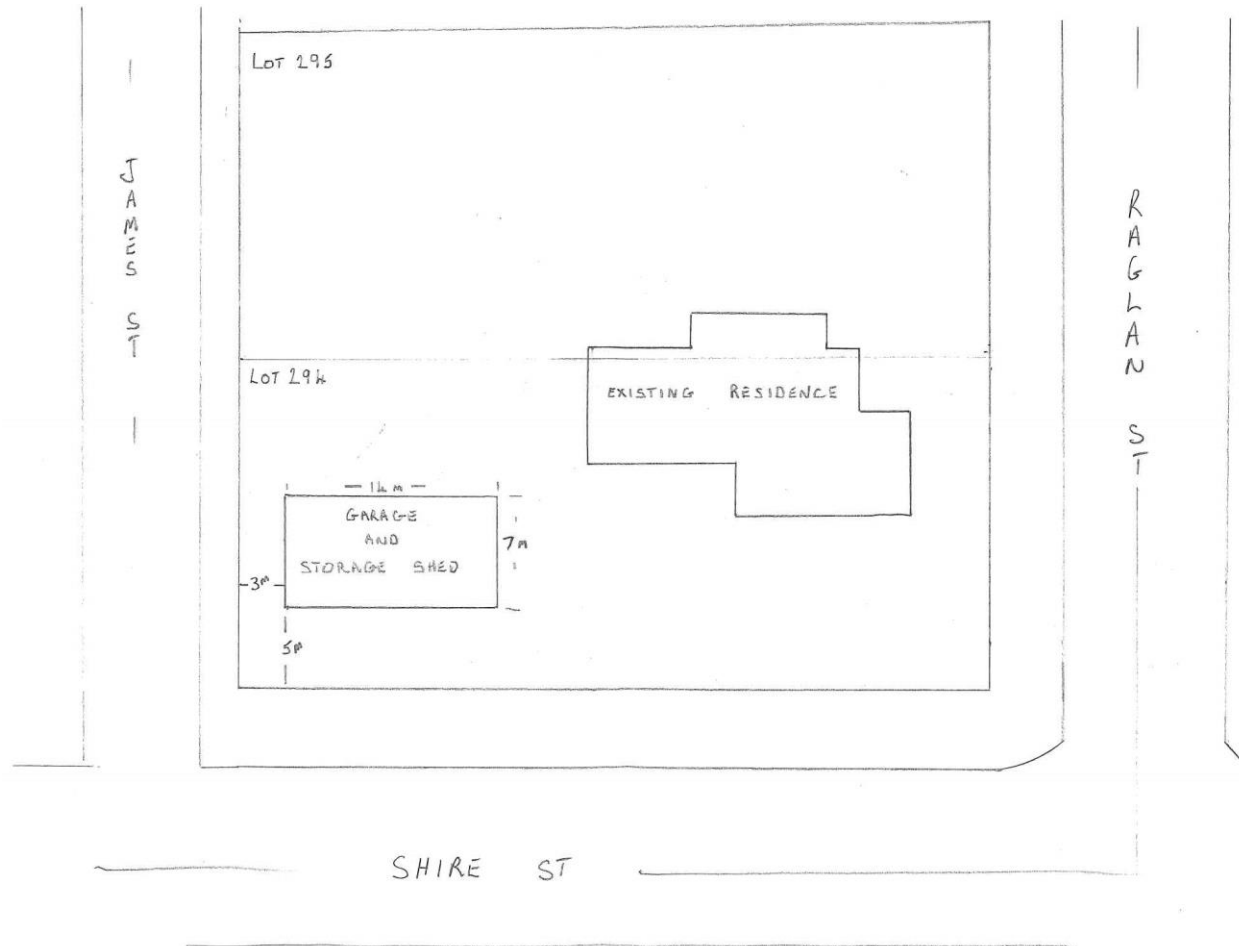 LOT 295
JAMES ST
RAGLAN ST
LOT 294
EXISTING RESIDENCE
14 m
GARAGE
AND
STORAGE SHED
7m
3m
5m
SHIRE ST